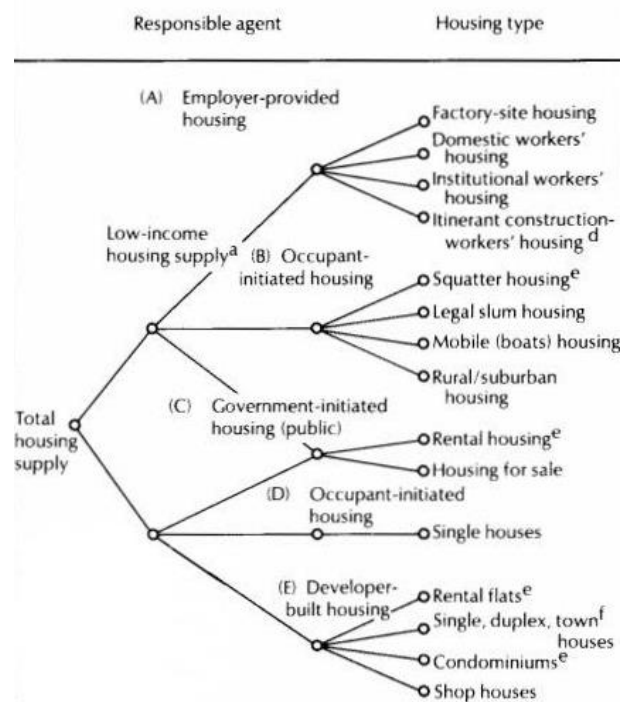 Responsible agent
Housing type
(A) Employer-provided
housing
Factory-site housing
Domestic workers'
housing
Institutional workers'
housing
Itinerant construction-
workers' housing d
Low-income
housing supply a
(B) Occupant-
initiated housing
Squatter housing e
Legal slum housing
Mobile (boats) housing
Rural/suburban
housing
Total
housing
supply
(C) Government-initiated
housing (public)
Rental housing e
Housing for sale
(D) Occupant-initiated
housing
Single houses
(E) Developer-
built housing
Rental flats e
Single, duplex, town f
houses
Condominiums e
Shop houses